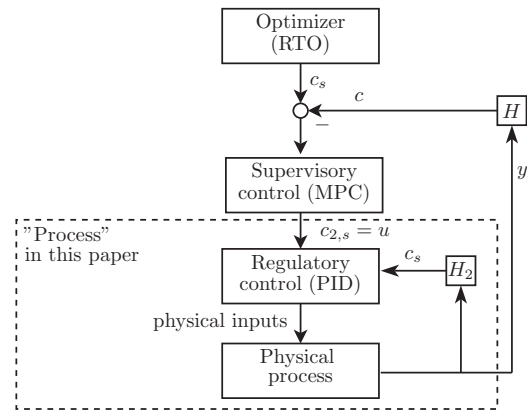 Optimizer
(RTO)
c_s
c
H
−
y
Supervisory
control (MPC)
"Process"
in this paper
c_{2,s} = u
Regulatory
control (PID)
c_s
H_2
physical inputs
Physical
process